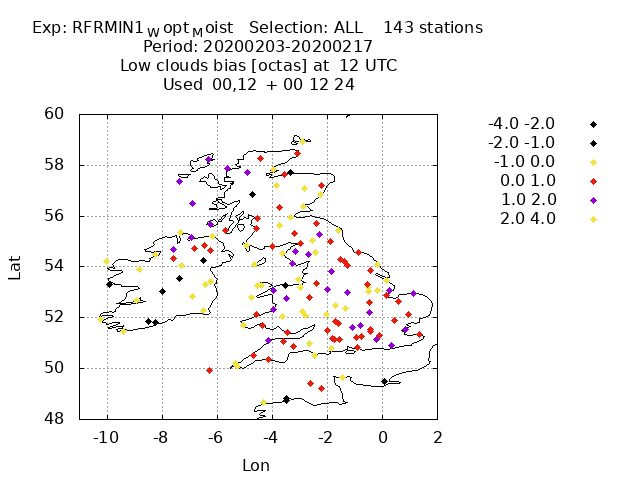 Exp: RFRMIN1WoptMoist Selection: ALL 143 stations
Period: 20200203-20200217
Low clouds bias [octas] at 12 UTC
Used 00,12 + 00 12 24
-4.0 -2.0
-2.0 -1.0
-1.0 0.0
0.0 1.0
1.0 2.0
2.0 4.0
60
58
56
54
52
50
48
Lat
-10 -8 -6 -4 -2 0 2
Lon